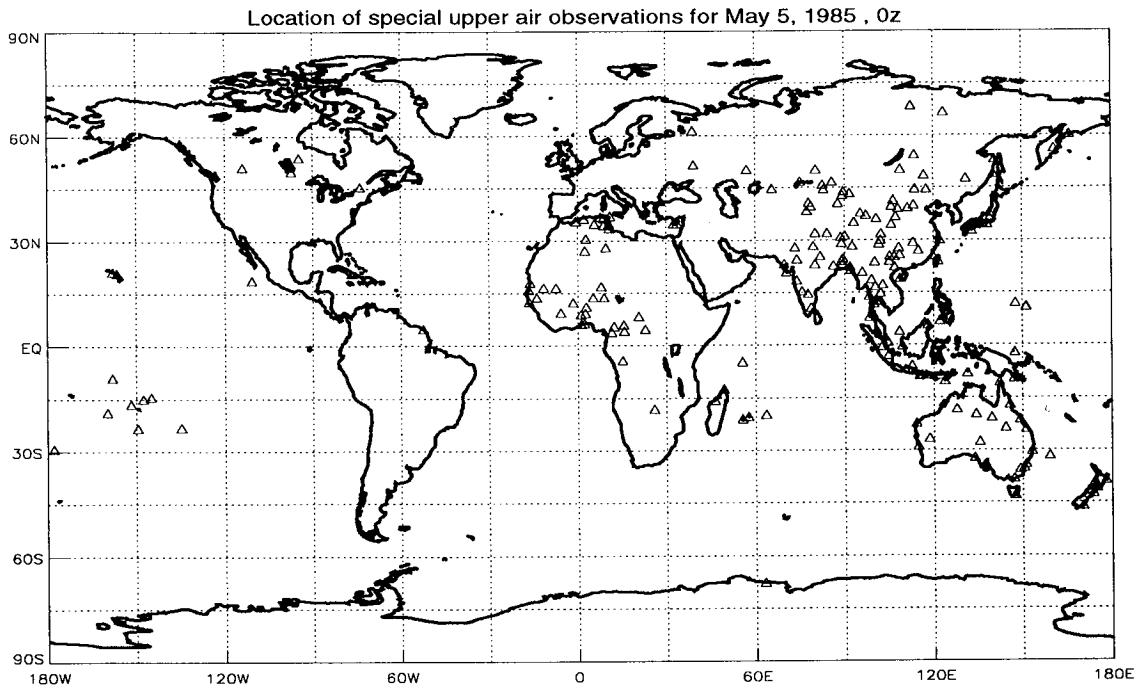 Location of special upper air observations for May 5, 1985 , 0z
90N
60N
30N
EQ
30S
60S
90S
180W
120W
60W
0
60E
120E
180E